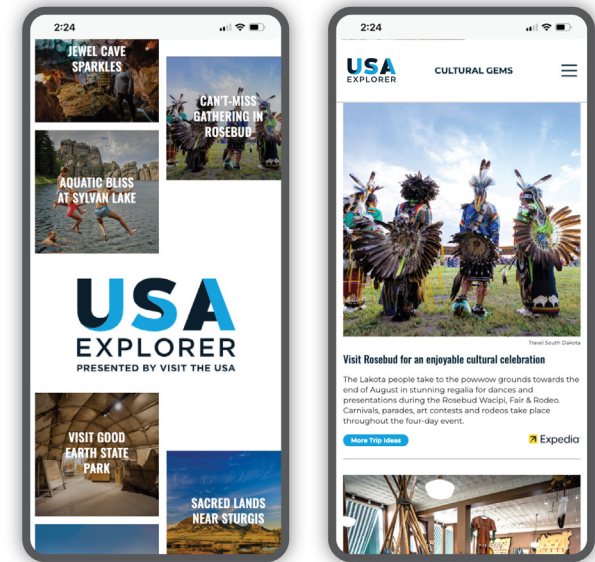 2:24
JEWEL CAVE
SPARKLES
CAN'T-MISS
GATHERING IN
ROSEBUD
AQUATIC BLISS
AT SYLVAN LAKE
USA
EXPLORER
PRESENTED BY VISIT THE USA
VISIT GOOD
EARTH STATE
PARK
SACRED LANDS
NEAR STURGIS
2:24
USA
EXPLORER
CULTURAL GEMS
Travel South Dakota
Visit Rosebud for an enjoyable cultural celebration
The Lakota people take to the powwow grounds towards the
end of August in stunning regalia for dances and
presentations during the Rosebud Wacipi, Fair & Rodeo.
Carnivals, parades, art contests and rodeos take place
throughout the four-day event.
More Trip Ideas
Expedia